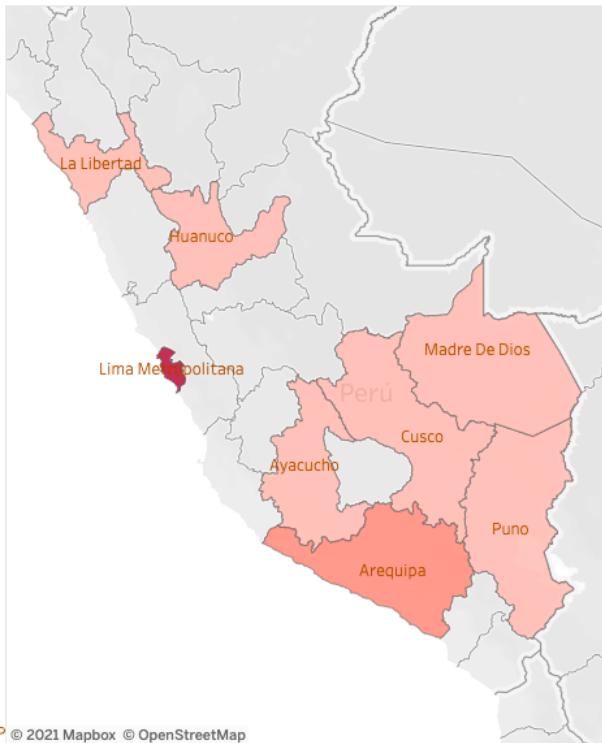 La Libertad
Huanuco
Lima Metropolitana
Madre De Dios
Perú
Cusco
Ayacucho
Puno
Arequipa
© 2021 Mapbox © OpenStreetMap